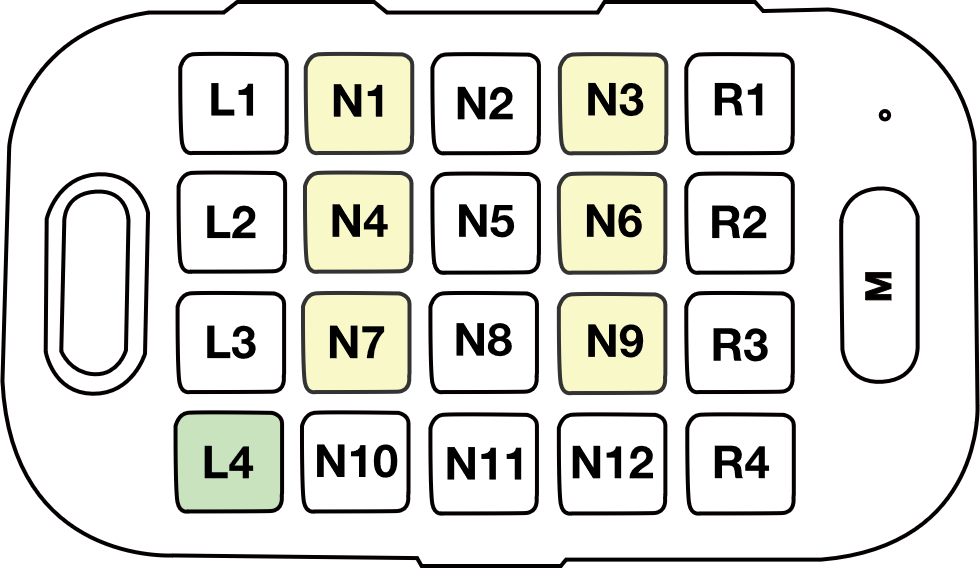 L1 N1 N2 N3 R1
L2 N4 N5 N6 R2
L3 N7 N8 N9 R3
L4 N10 N11 N12 R4
M